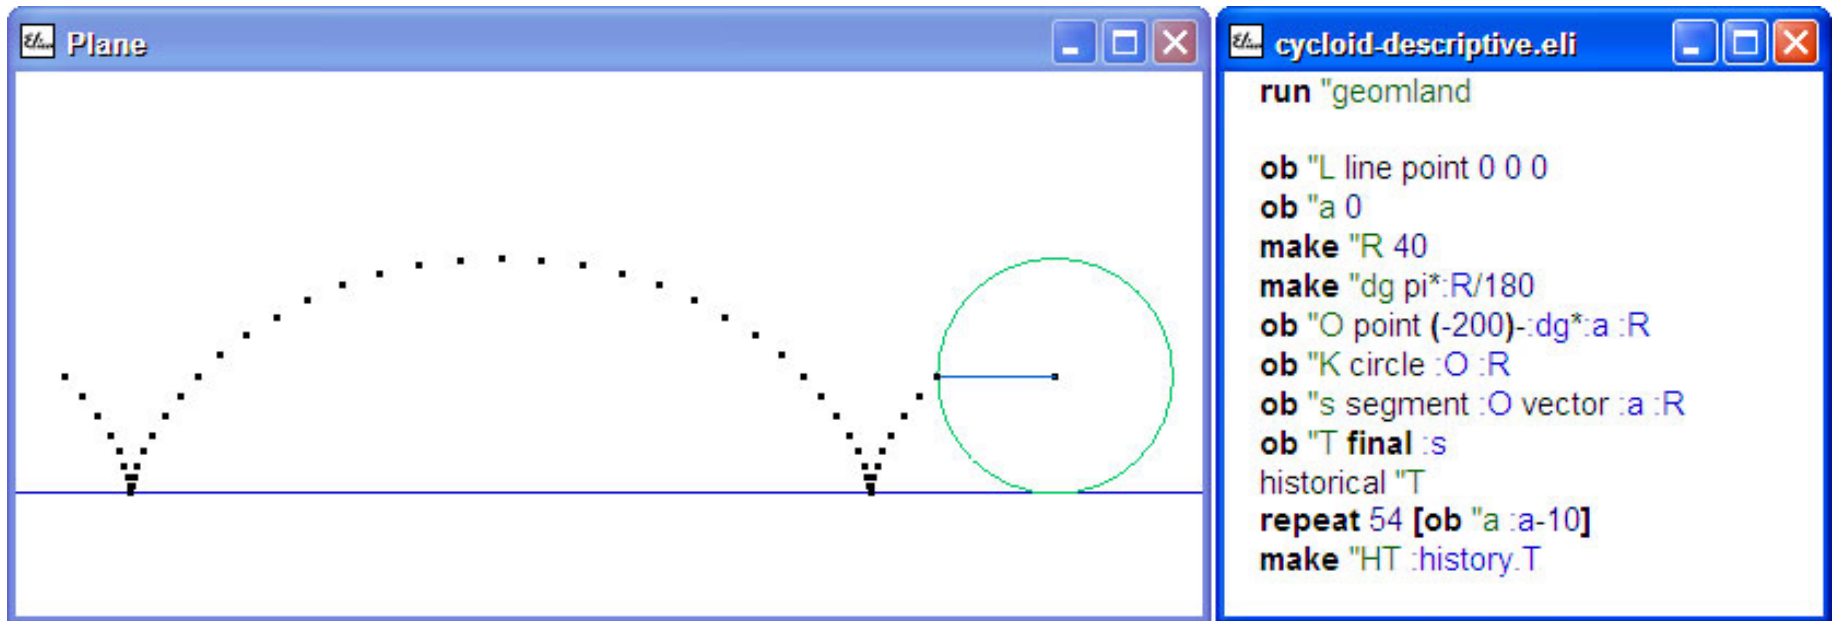 Elica Plane
Elica cycloid-descriptive.eli
run "geomland
ob "L line point 0 0 0
ob "a 0
make "R 40
make "dg pi*:R/180
ob "O point (-200)-:dg*:a :R
ob "K circle :O :R
ob "s segment :O vector :a :R
ob "T final :s
historical "T
repeat 54 [ob "a :a-10]
make "HT :history.T